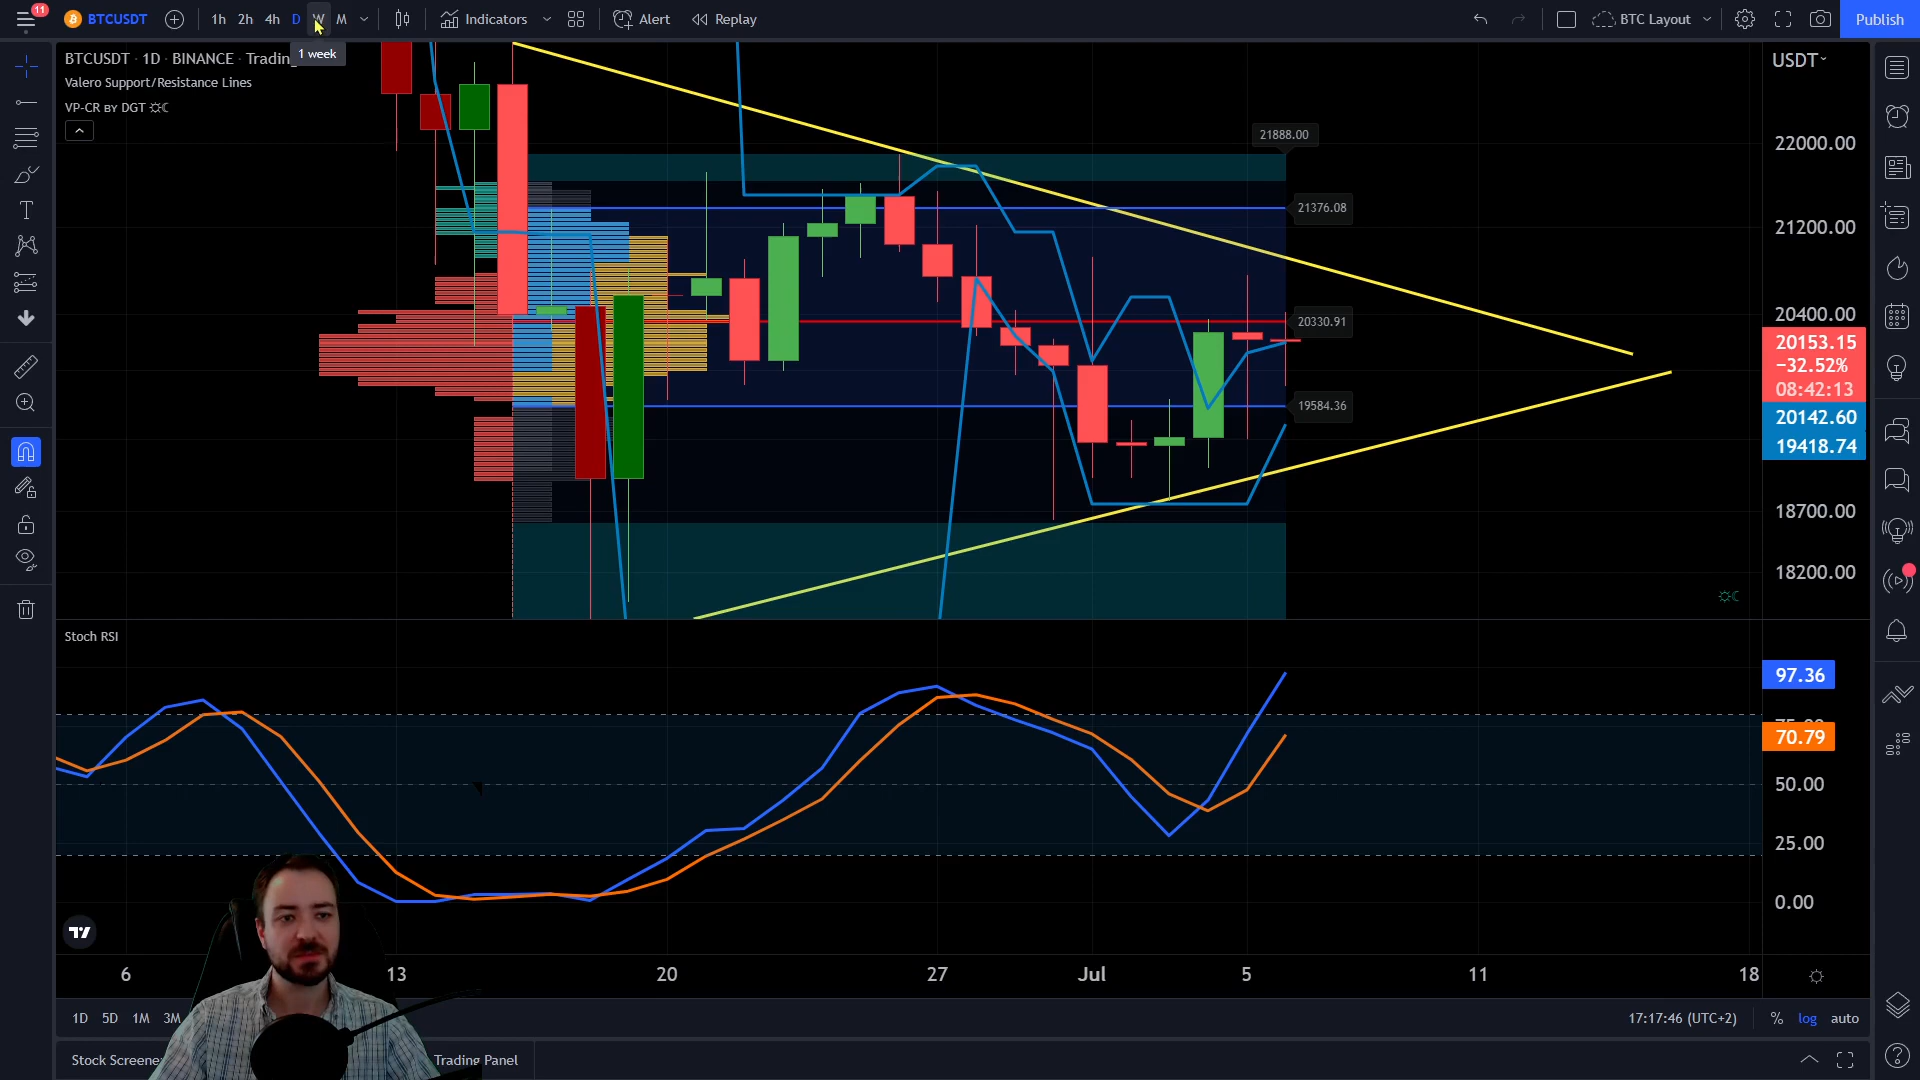 11
BTCUSDT 1h 2h 4h D W M Indicators Alert Replay BTC Layout Publish
1 week
BTCUSDT · 1D · BINANCE · Trading
USDT
Valero Support/Resistance Lines
VP-CR BY DGT
21888.00
22000.00
21376.08
21200.00
20330.91
20400.00
20153.15
−32.52%
08:42:13
19584.36
20142.60
19418.74
18700.00
18200.00
Stoch RSI
97.36
70.79
50.00
25.00
0.00
6 13 20 27 Jul 5 11 18
1D 5D 1M 3M 17:17:46 (UTC+2) % log auto
Stock Screene Trading Panel